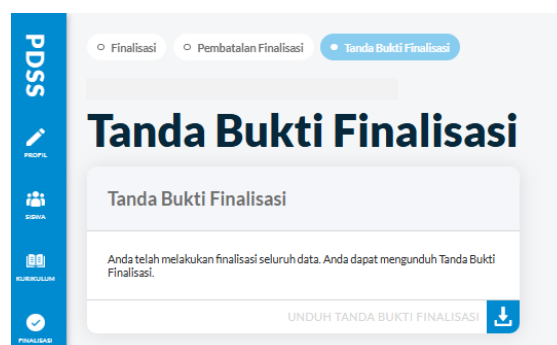 PDSS
PROFIL
SISWA
KURIKULUM
FINALISASI
Finalisasi
Pembatalan Finalisasi
Tanda Bukti Finalisasi
Tanda Bukti Finalisasi
Tanda Bukti Finalisasi
Anda telah melakukan finalisasi seluruh data. Anda dapat mengunduh Tanda Bukti
Finalisasi.
UNDUH TANDA BUKTI FINALISASI